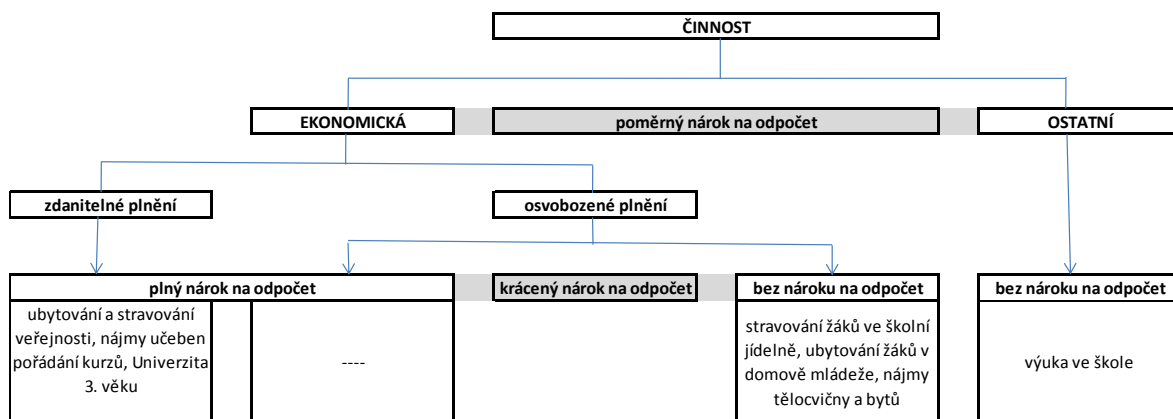 ČINNOST
EKONOMICKÁ
poměrný nárok na odpočet
OSTATNÍ
zdanitelné plnění
osvobozené plnění
plný nárok na odpočet
krácený nárok na odpočet
bez nároku na odpočet
bez nároku na odpočet
ubytování a stravování
veřejnosti, nájmy učeben
pořádání kurzů, Univerzita
3. věku
----
stravování žáků ve školní
jídelně, ubytování žáků v
domově mládeže, nájmy
tělocvičny a bytů
výuka ve škole